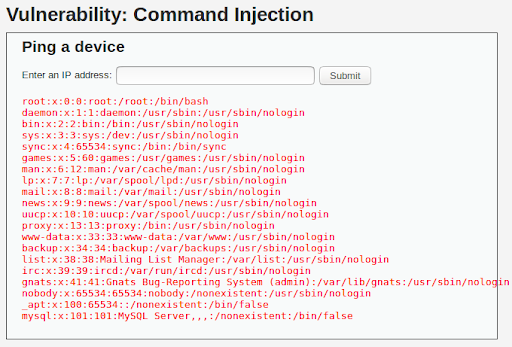 Vulnerability: Command Injection
Ping a device
Enter an IP address:
Submit
root:x:0:0:root:/root:/bin/bash
daemon:x:1:1:daemon:/usr/sbin:/usr/sbin/nologin
bin:x:2:2:bin:/bin:/usr/sbin/nologin
sys:x:3:3:sys:/dev:/usr/sbin/nologin
sync:x:4:65534:sync:/bin:/bin/sync
games:x:5:60:games:/usr/games:/usr/sbin/nologin
man:x:6:12:man:/var/cache/man:/usr/sbin/nologin
lp:x:7:7:lp:/var/spool/lpd:/usr/sbin/nologin
mail:x:8:8:mail:/var/mail:/usr/sbin/nologin
news:x:9:9:news:/var/spool/news:/usr/sbin/nologin
uucp:x:10:10:uucp:/var/spool/uucp:/usr/sbin/nologin
proxy:x:13:13:proxy:/bin:/usr/sbin/nologin
www-data:x:33:33:www-data:/var/www:/usr/sbin/nologin
backup:x:34:34:backup:/var/backups:/usr/sbin/nologin
list:x:38:38:Mailing List Manager:/var/list:/usr/sbin/nologin
irc:x:39:39:ircd:/var/run/ircd:/usr/sbin/nologin
gnats:x:41:41:Gnats Bug-Reporting System (admin):/var/lib/gnats:/usr/sbin/nologin
nobody:x:65534:65534:nobody:/nonexistent:/usr/sbin/nologin
_apt:x:100:65534::/nonexistent:/bin/false
mysql:x:101:101:MySQL Server,,,:/nonexistent:/bin/false